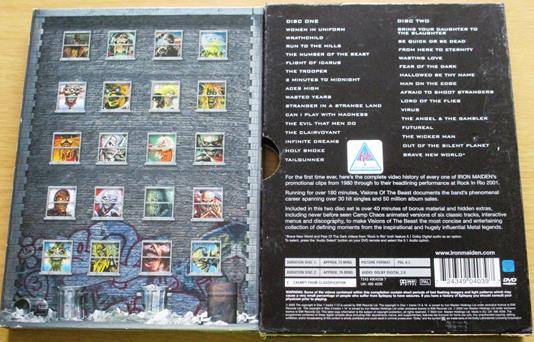 DISC ONE
WOMEN IN UNIFORM
WRATHCHILD
RUN TO THE HILLS
THE NUMBER OF THE BEAST
FLIGHT OF ICARUS
THE TROOPER
2 MINUTES TO MIDNIGHT
ACES HIGH
WASTED YEARS
STRANGER IN A STRANGE LAND
CAN I PLAY WITH MADNESS
THE EVIL THAT MEN DO
THE CLAIRVOYANT
INFINITE DREAMS
HOLY SMOKE
TAILGUNNER
DISC TWO
BRING YOUR DAUGHTER TO
THE SLAUGHTER
BE QUICK OR BE DEAD
FROM HERE TO ETERNITY
WASTING LOVE
FEAR OF THE DARK
HALLOWED BE THY NAME
MAN ON THE EDGE
AFRAID TO SHOOT STRANGERS
LORD OF THE FLIES
VIRUS
THE ANGEL & THE GAMBLER
FUTUREAL
THE WICKER MAN
OUT OF THE SILENT PLANET
BRAVE NEW WORLD*
For the first time ever, here's the complete video history of every one of IRON MAIDEN's
promotional clips from 1980 through to their headlining performance at Rock In Rio 2001.
Running for over 180 minutes, Visions Of The Beast documents the band's phenomenal
career spanning over 30 hit singles and 50 million album sales.
Included in this two disc set is over 40 minutes of bonus material and hidden extras,
including never before seen Camp Chaos animated versions of six classic tracks, interactive
menus and discography, to make Visions of The Beast the most concise and entertaining
collection of defining moments from the inspirational and hugely influential Metal legends.
www.ironmaiden.com
DURATION DISC 1: APPROX. 75 MINS
PICTURE FORMAT: PAL 4:3
DURATION DISC 2: APPROX. 75 MINS
AUDIO: DOLBY DIGITAL 2.0
E EXEMPT FROM CLASSIFICATION
PAL
DVD